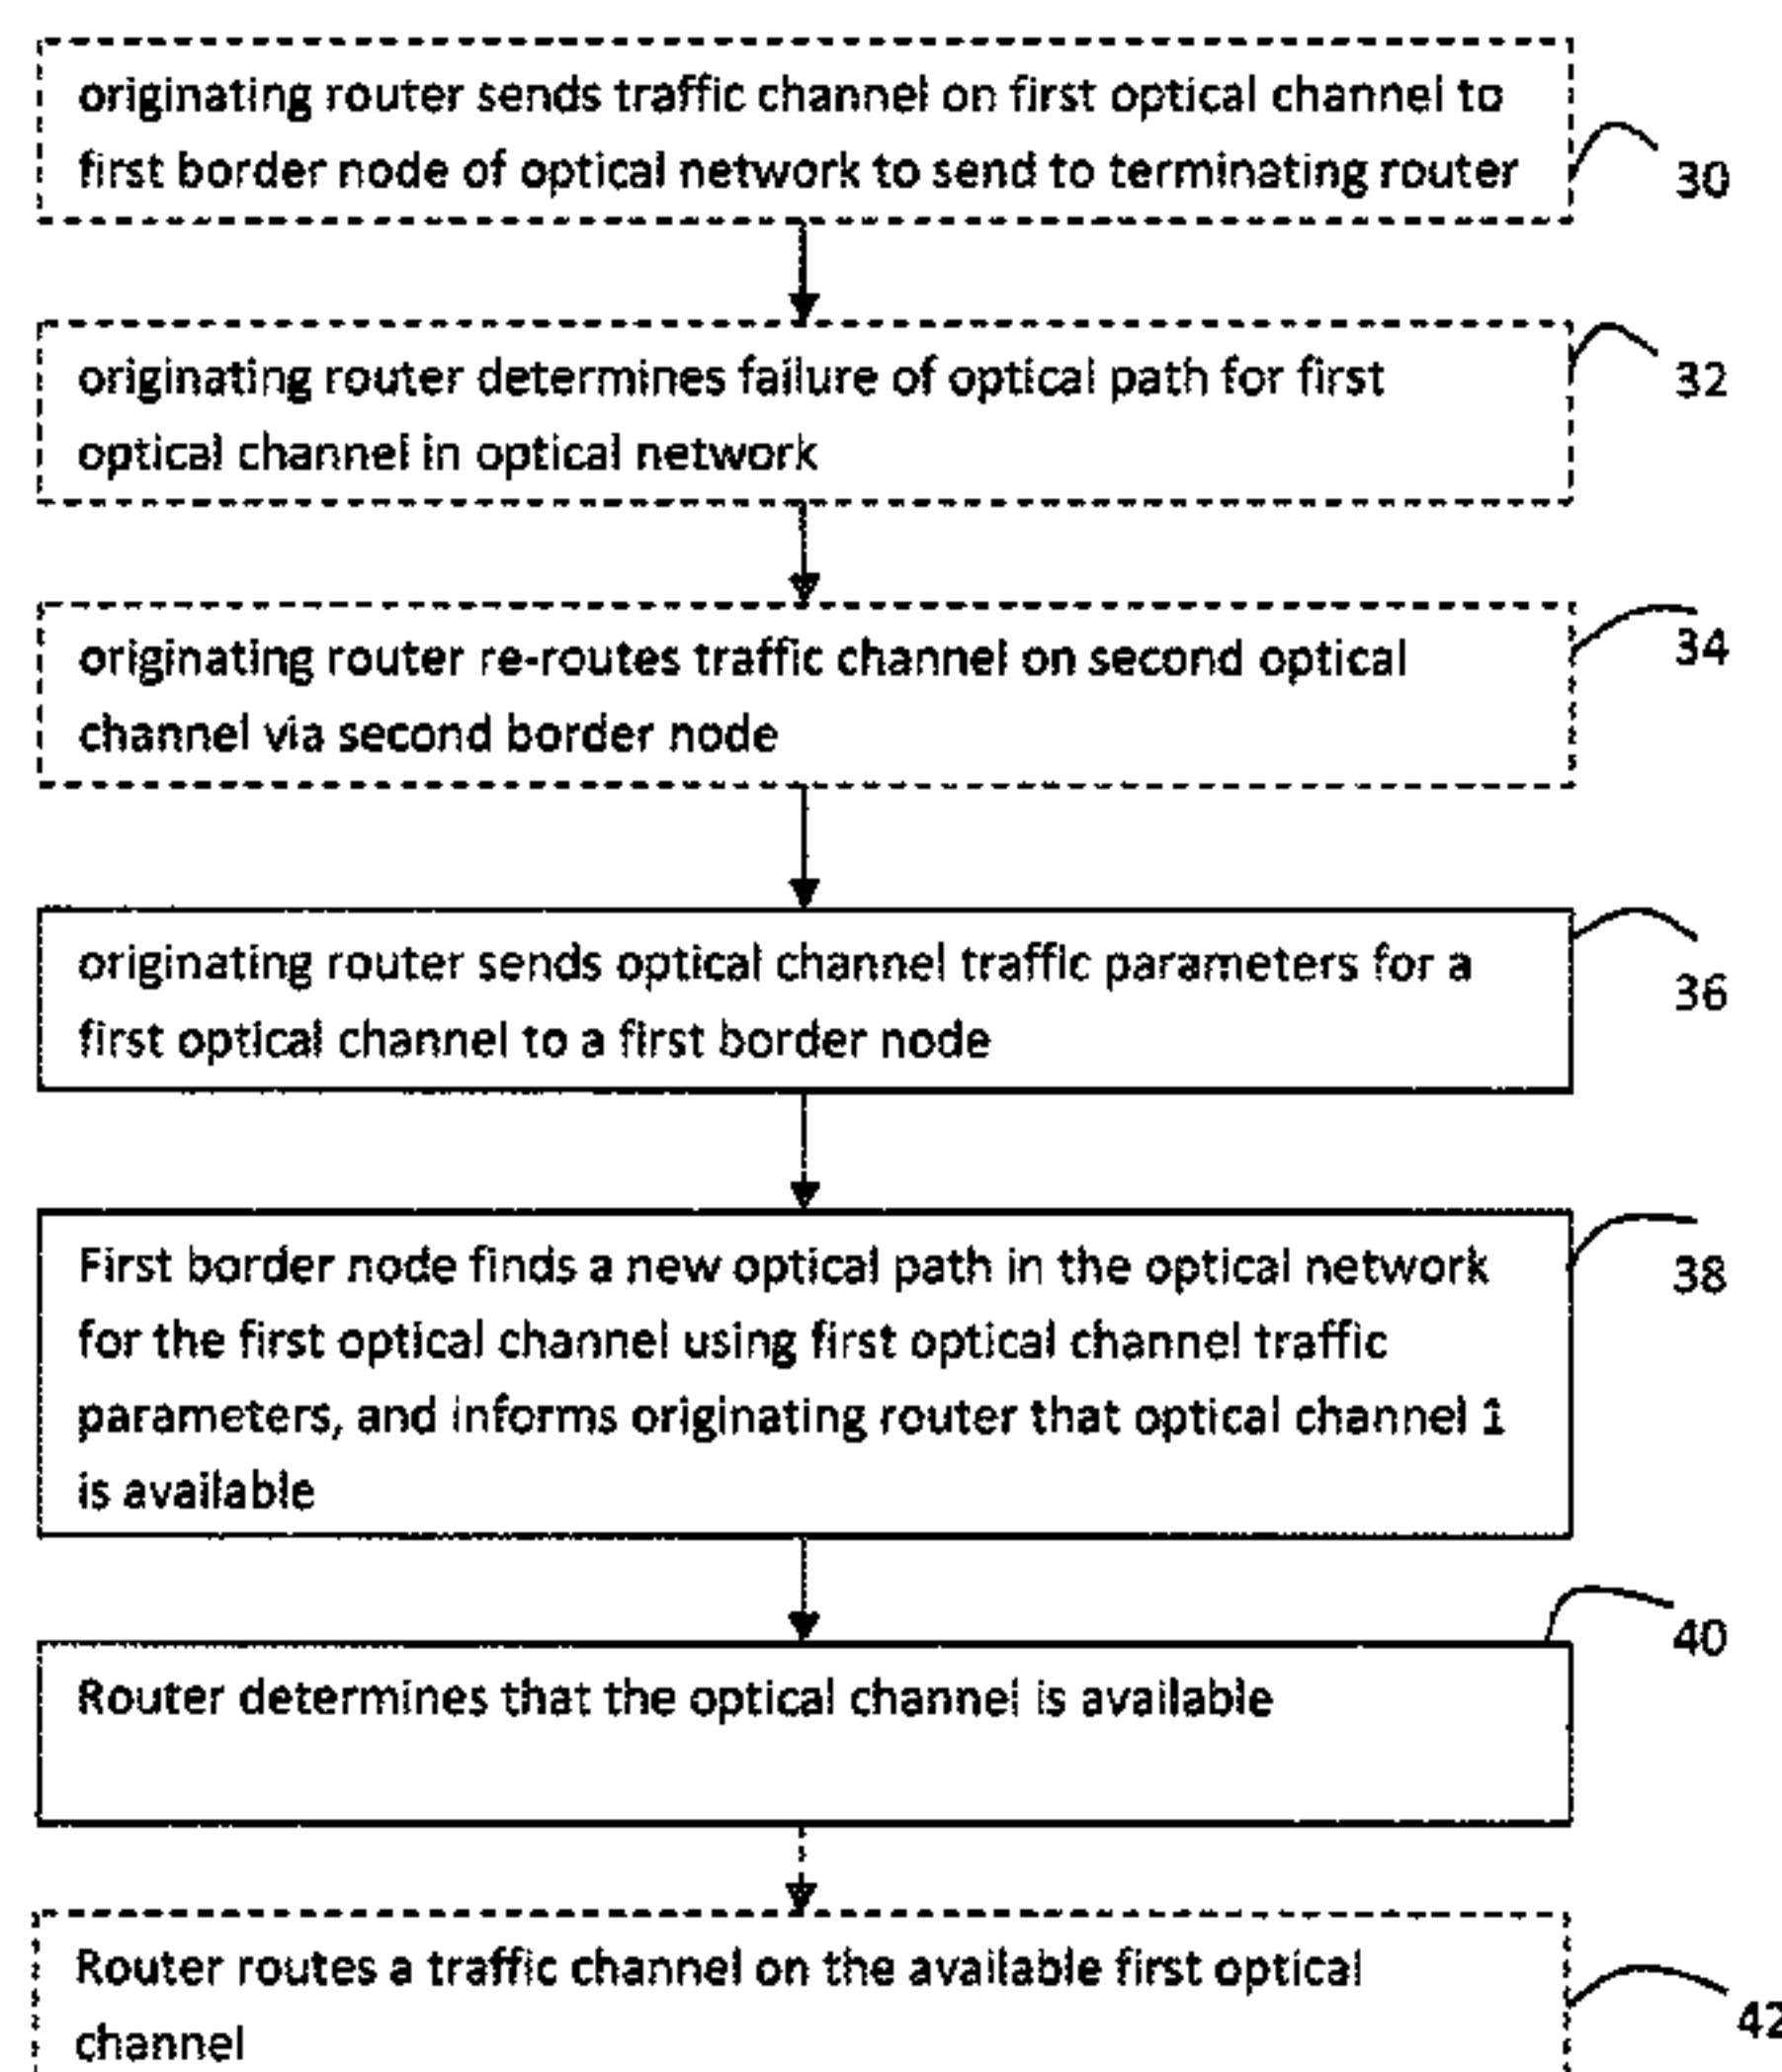 originating router sends traffic channel on first optical channel to
first border node of optical network to send to terminating router
30
originating router determines failure of optical path for first
optical channel in optical network
32
originating router re-routes traffic channel on second optical
channel via second border node
34
originating router sends optical channel traffic parameters for a
first optical channel to a first border node
36
First border node finds a new optical path in the optical network
for the first optical channel using first optical channel traffic
parameters, and informs originating router that optical channel 1
is available
38
Router determines that the optical channel is available
40
Router routes a traffic channel on the available first optical
channel
42